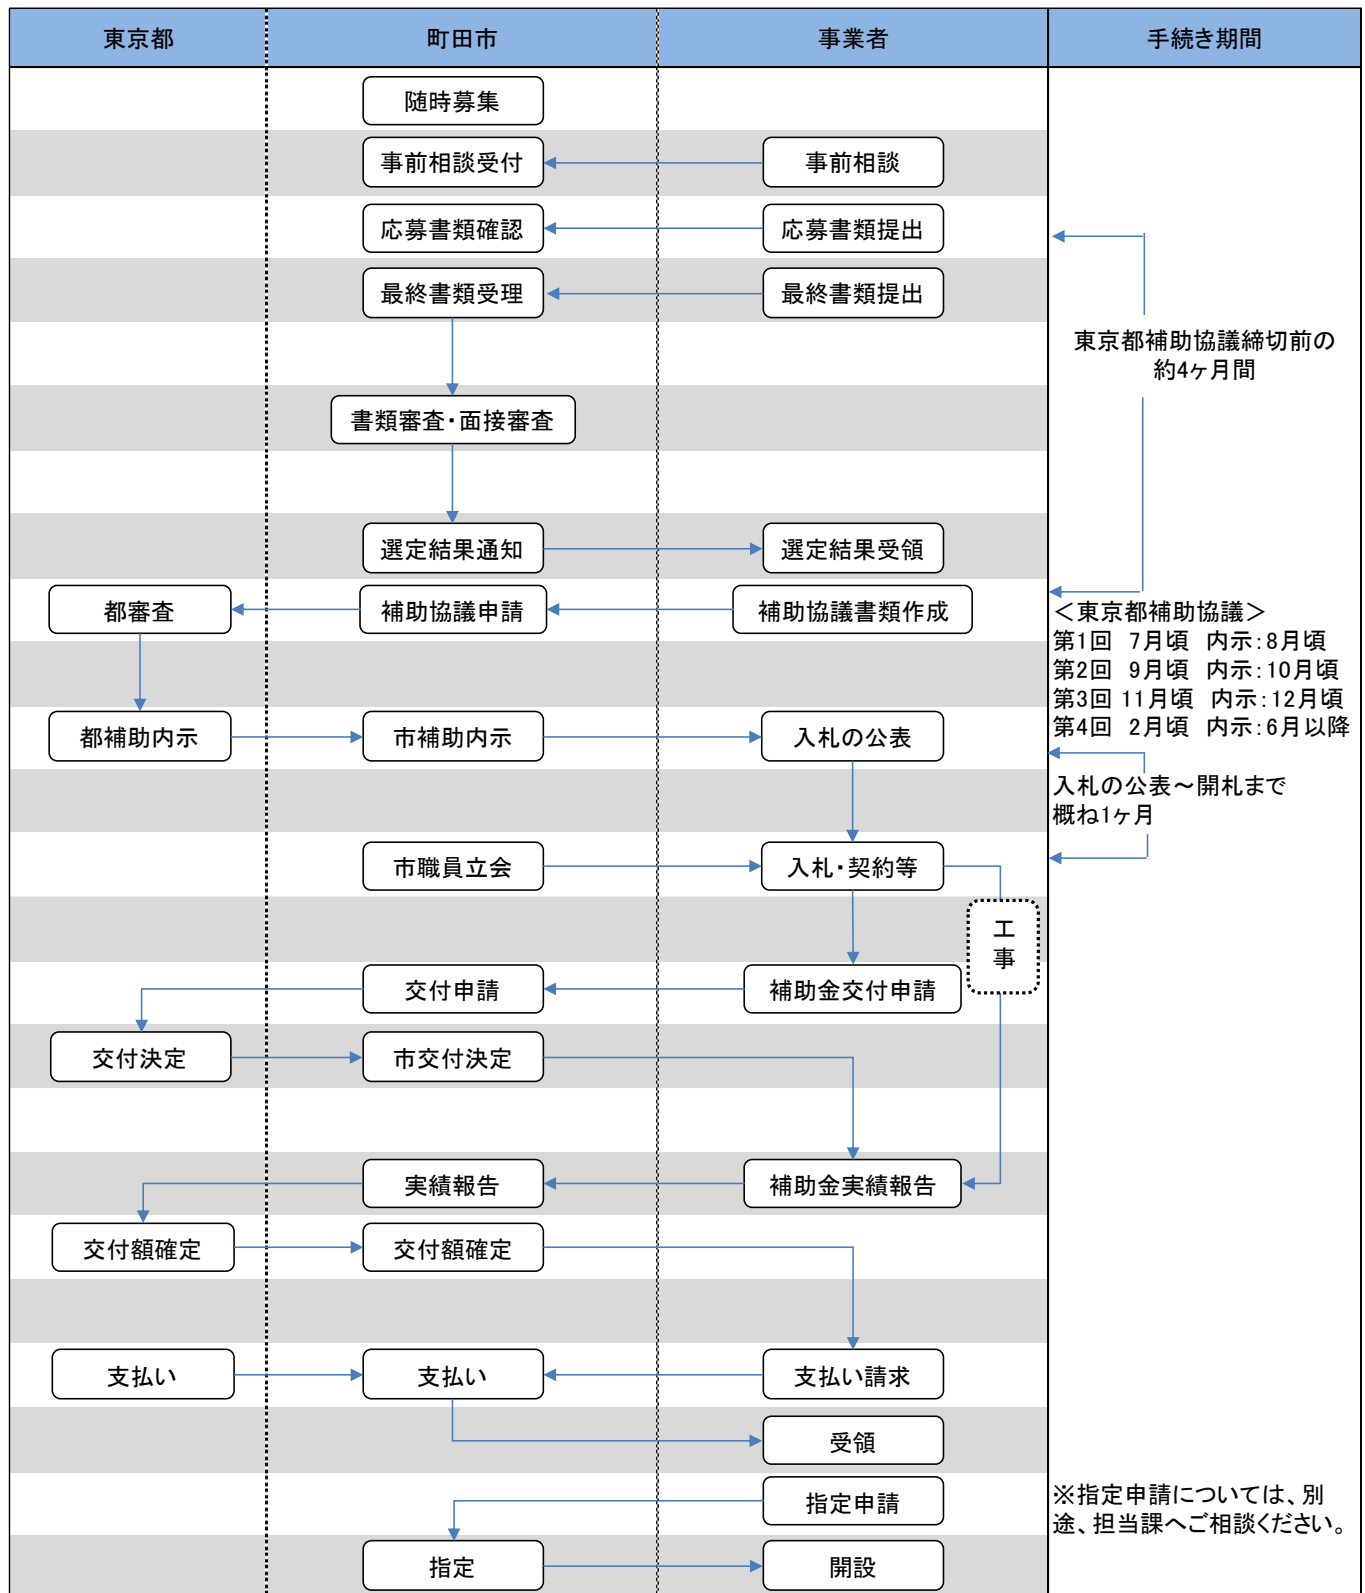 東京都
町田市
事業者
手続き期間
随時募集
事前相談受付
事前相談
応募書類確認
応募書類提出
最終書類受理
最終書類提出
東京都補助協議締切前の
約4ヶ月間
書類審査・面接審査
選定結果通知
選定結果受領
都審査
補助協議申請
補助協議書類作成
＜東京都補助協議＞
第1回 7月頃 内示：8月頃
第2回 9月頃 内示：10月頃
第3回 11月頃 内示：12月頃
第4回 2月頃 内示：6月以降
都補助内示
市補助内示
入札の公表
入札の公表～開札まで
概ね1ヶ月
市職員立会
入札・契約等
工
事
交付申請
補助金交付申請
交付決定
市交付決定
実績報告
補助金実績報告
交付額確定
交付額確定
支払い
支払い
支払い請求
受領
指定申請
※指定申請については、別
途、担当課へご相談ください。
指定
開設